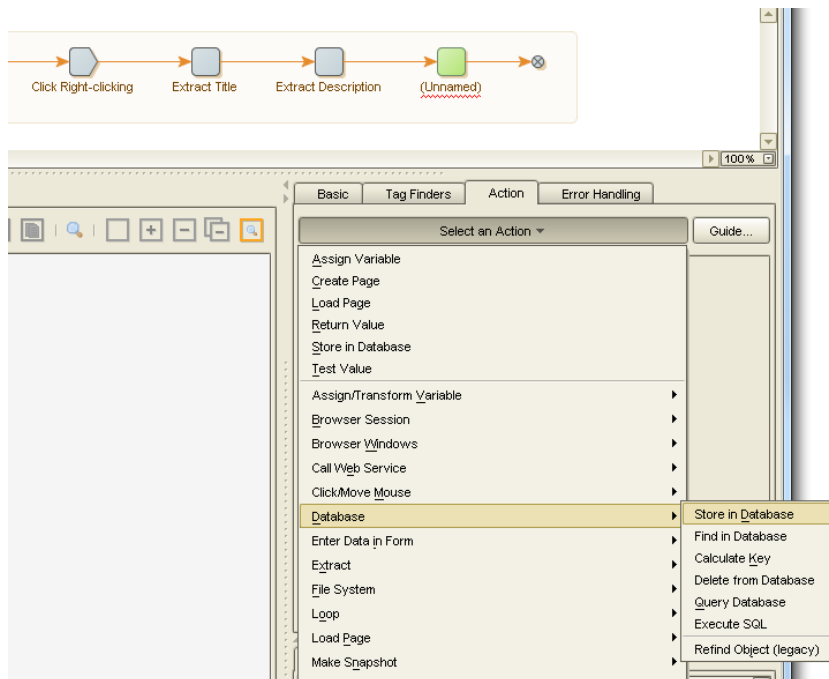 Click Right-clicking Extract Title Extract Description (Unnamed)
100%
Basic Tag Finders Action Error Handling
Select an Action Guide...
Assign Variable
Create Page
Load Page
Return Value
Store in Database
Test Value
Assign/Transform Variable
Browser Session
Browser Windows
Call Web Service
Click/Move Mouse
Database
Enter Data in Form
Extract
File System
Loop
Load Page
Make Snapshot
Store in Database
Find in Database
Calculate Key
Delete from Database
Query Database
Execute SQL
Refind Object (legacy)